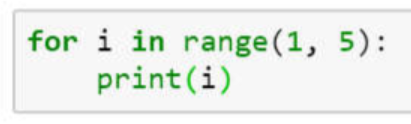 for i in range(1, 5):
    print(i)